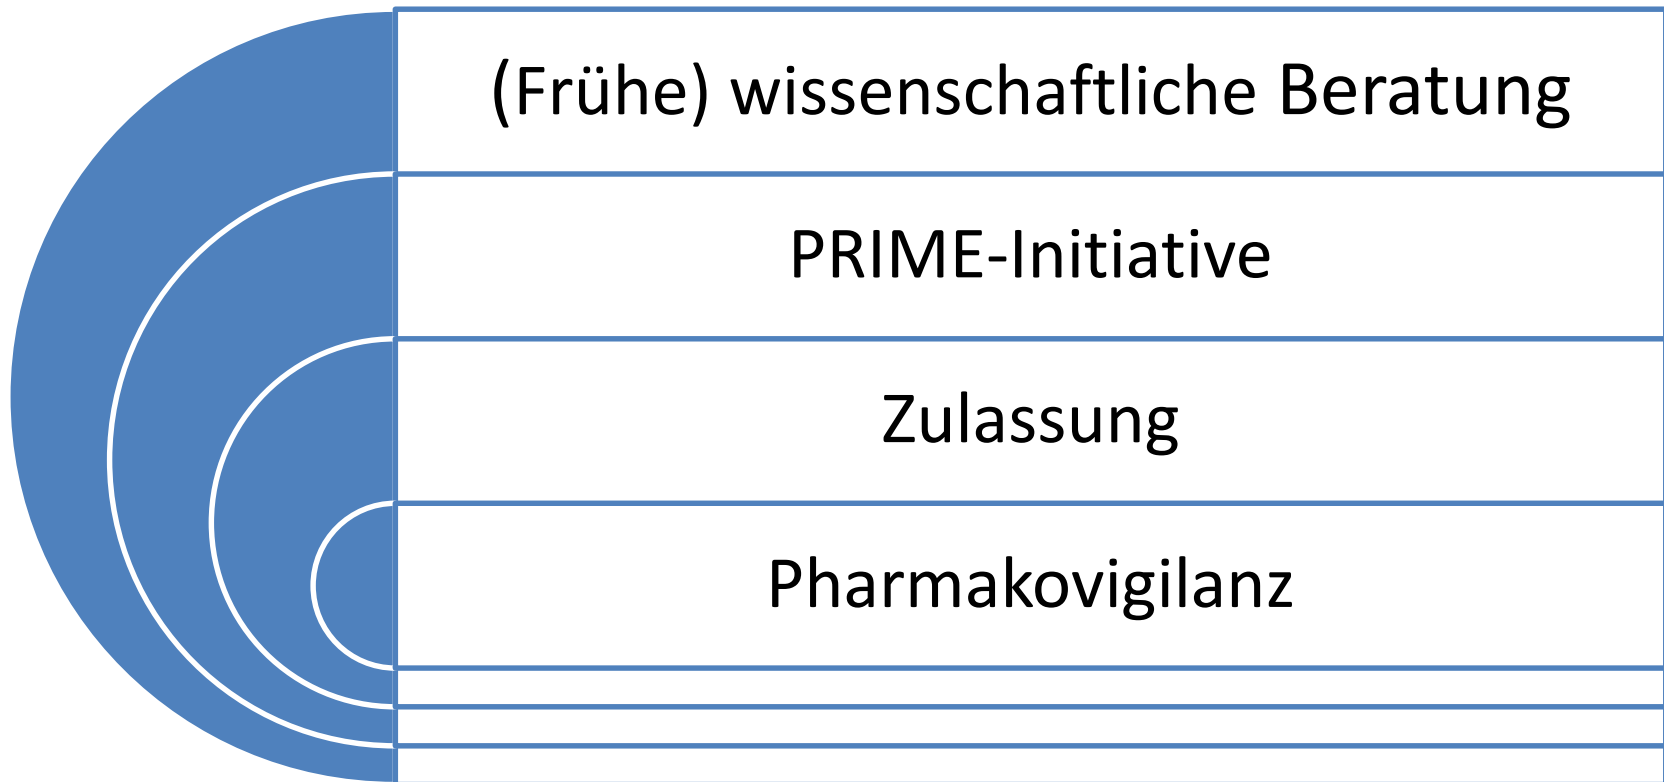 (Frühe) wissenschaftliche Beratung
PRIME-Initiative
Zulassung
Pharmakovigilanz